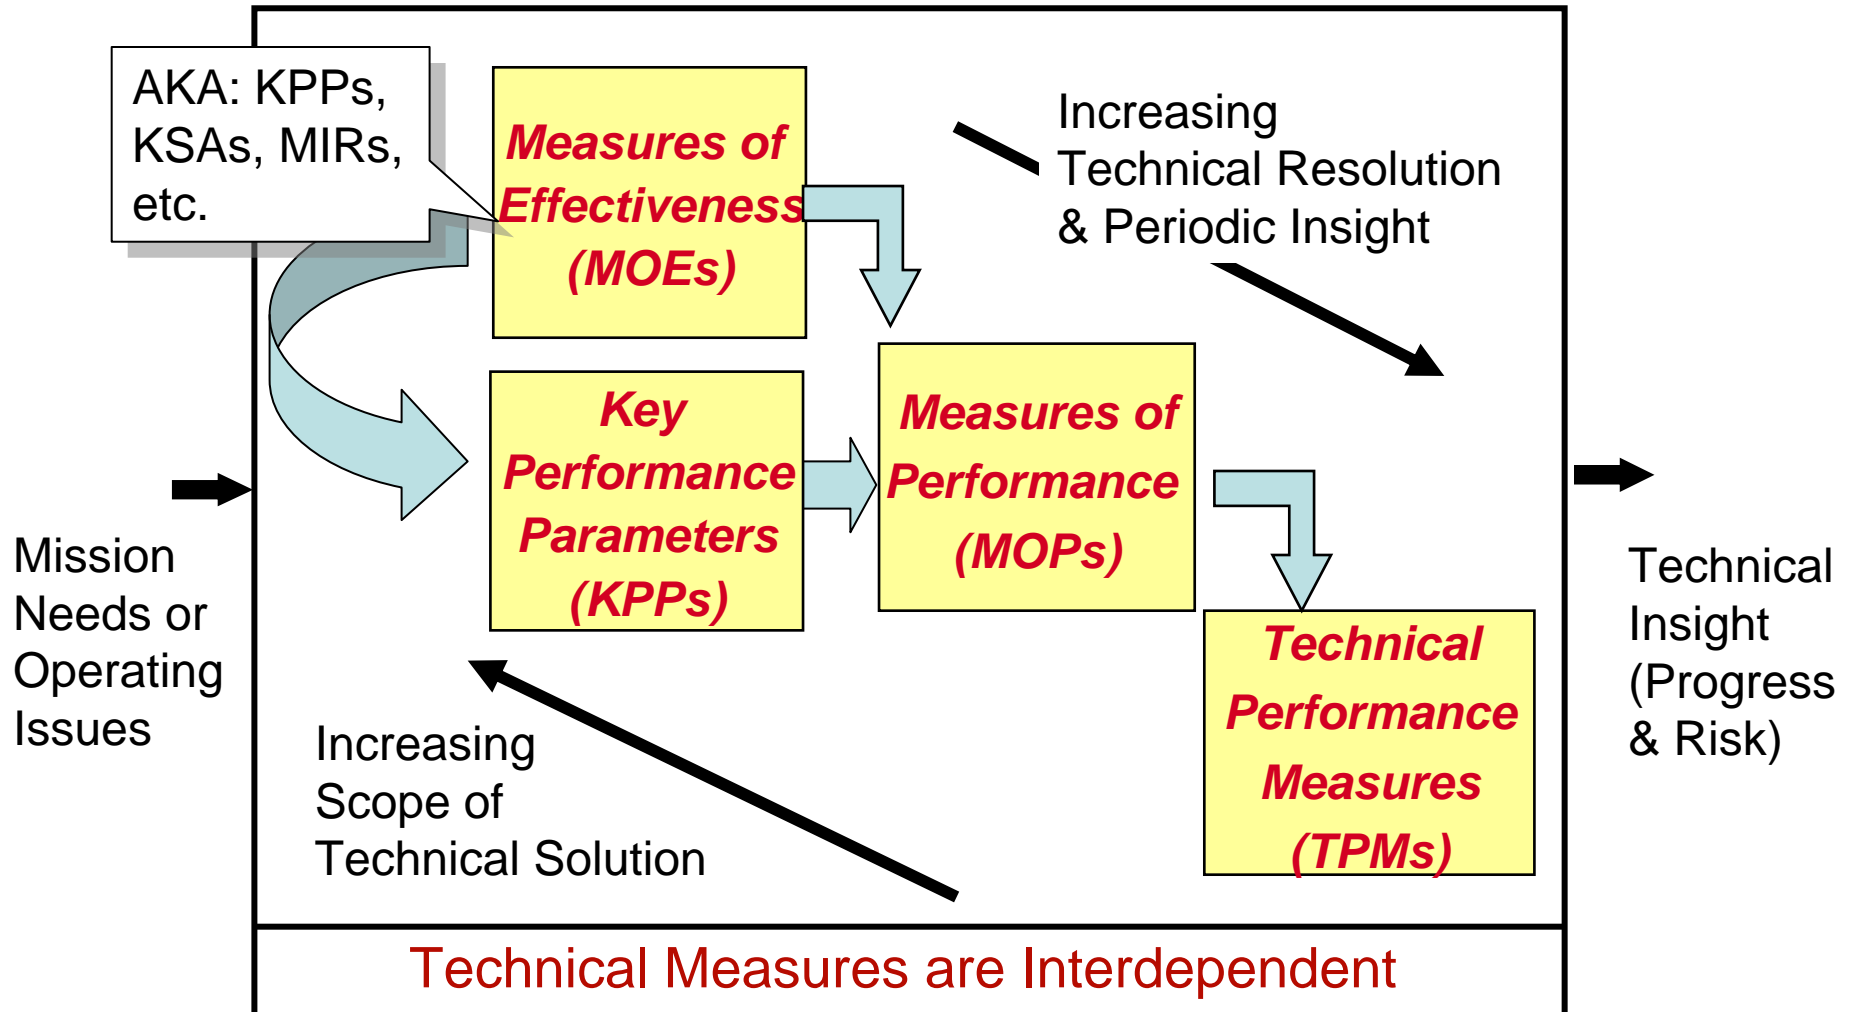 AKA: KPPs,
KSAs, MIRs,
etc.
Measures of
Effectiveness
(MOEs)
Increasing
Technical Resolution
& Periodic Insight
Key
Performance
Parameters
(KPPs)
Measures of
Performance
(MOPs)
Mission
Needs or
Operating
Issues
Technical
Insight
(Progress
& Risk)
Technical
Performance
Measures
(TPMs)
Increasing
Scope of
Technical Solution
Technical Measures are Interdependent